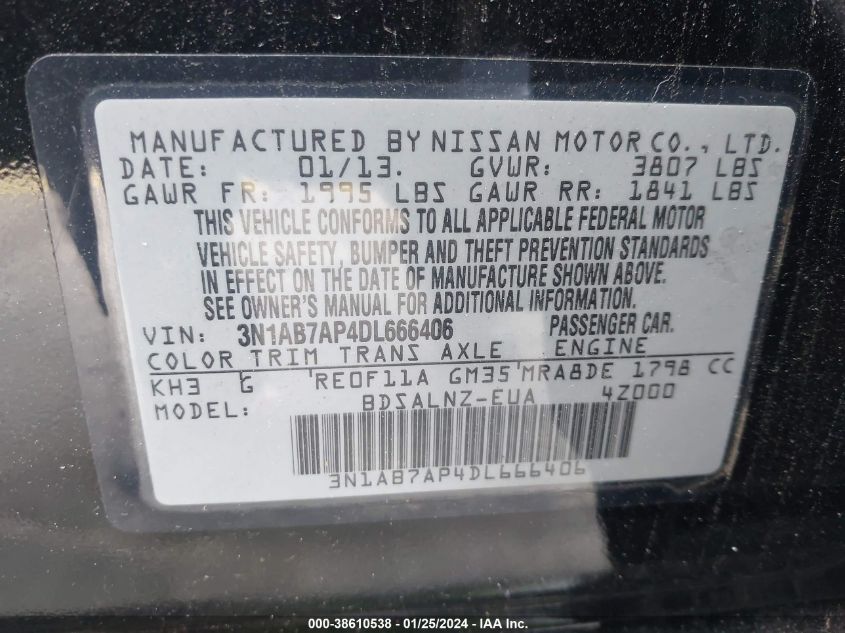 MANUFACTURED BY NISSAN MOTOR CO., LTD.
DATE: 01/13. GVWR: 3807 LBS
GAWR FR: 1995 LBS GAWR RR: 1841 LBS
THIS VEHICLE CONFORMS TO ALL APPLICABLE FEDERAL MOTOR
VEHICLE SAFETY, BUMPER AND THEFT PREVENTION STANDARDS
IN EFFECT ON THE DATE OF MANUFACTURE SHOWN ABOVE.
SEE OWNER'S MANUAL FOR ADDITIONAL INFORMATION.
VIN: 3N1AB7AP4DL666406 PASSENGER CAR.
COLOR TRIM TRANS AXLE ENGINE
KH3 G RE0F11A GM35 MRA8DE 1798 CC
MODEL: BDSALNZ-EUA 4Z000
3N1AB7AP4DL666406
000-38610538 - 01/25/2024 - IAA Inc.